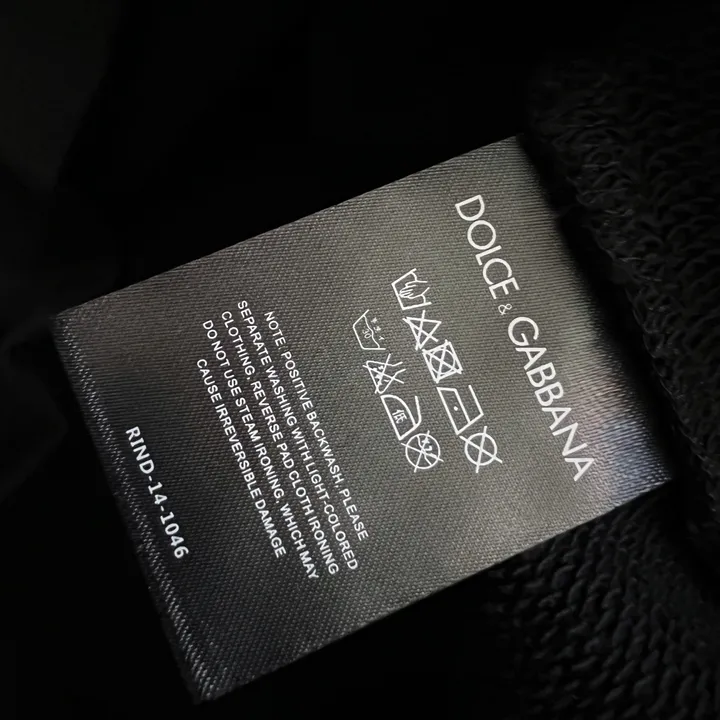 DOLCE & GABBANA
低
NOTE: POSITIVE BACKWASH, PLEASE
SEPARATE WASHING WITH LIGHT-COLORED
CLOTHING, REVERSE PAD CLOTH IRONING
DO NOT USE STEAM IRONING, WHICH MAY
CAUSE IRREVERSIBLE DAMAGE
RIND-14-1046